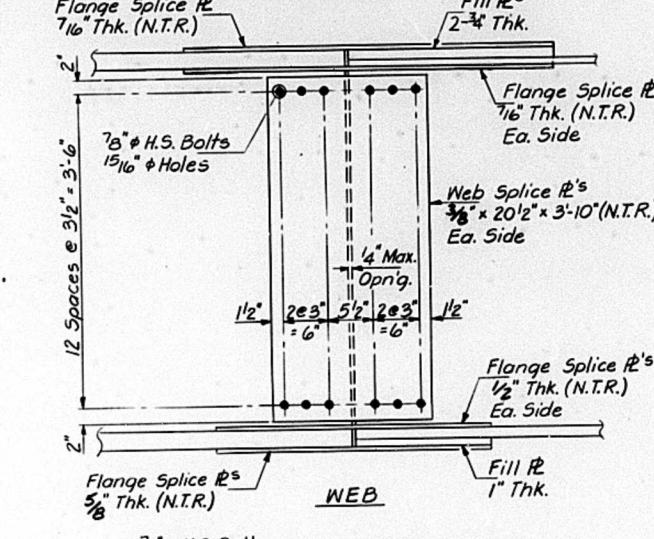 Flange Splice ℄
7/16" Thk. (N.T.R.)
2-3/4" Thk.
2"
Flange Splice ℄
7/16" Thk. (N.T.R.)
Ea. Side
7/8" φ H.S. Bolts
15/16" φ Holes
12 Spaces @ 3 1/2" = 3'-6"
Web Splice ℄'s
3/8" x 20 1/2" x 3'-10" (N.T.R.)
Ea. Side
1/4" Max.
Opn'g.
1 1/2" 2@3" 5 1/2" 2@3" 1 1/2"
= 6" = 6"
Flange Splice ℄'s
1/2" Thk. (N.T.R.)
Ea. Side
2"
Flange Splice ℄s
5/8" Thk. (N.T.R.)
Fill ℄
1" Thk.
WEB